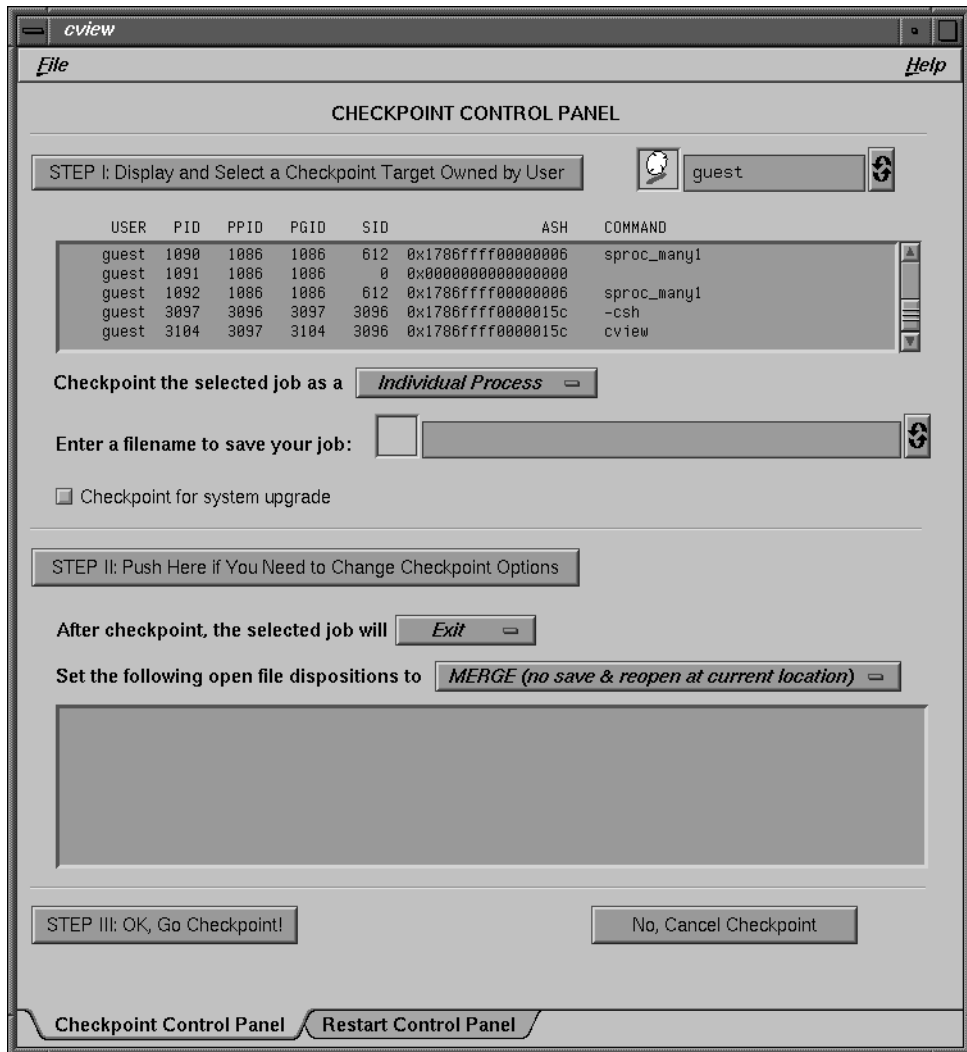 cview
File Help
CHECKPOINT CONTROL PANEL
STEP I: Display and Select a Checkpoint Target Owned by User guest
USER PID PPID PGID SID ASH COMMAND
guest 1090 1086 1086 612 0x1786ffff00000006 sproc_many1
guest 1091 1086 1086 0 0x0000000000000000
guest 1092 1086 1086 612 0x1786ffff00000006 sproc_many1
guest 3097 3096 3097 3096 0x1786ffff0000015c -csh
guest 3104 3097 3104 3096 0x1786ffff0000015c cview
Checkpoint the selected job as a Individual Process
Enter a filename to save your job:
Checkpoint for system upgrade
STEP II: Push Here if You Need to Change Checkpoint Options
After checkpoint, the selected job will Exit
Set the following open file dispositions to MERGE (no save & reopen at current location)
STEP III: OK, Go Checkpoint! No, Cancel Checkpoint
Checkpoint Control Panel Restart Control Panel